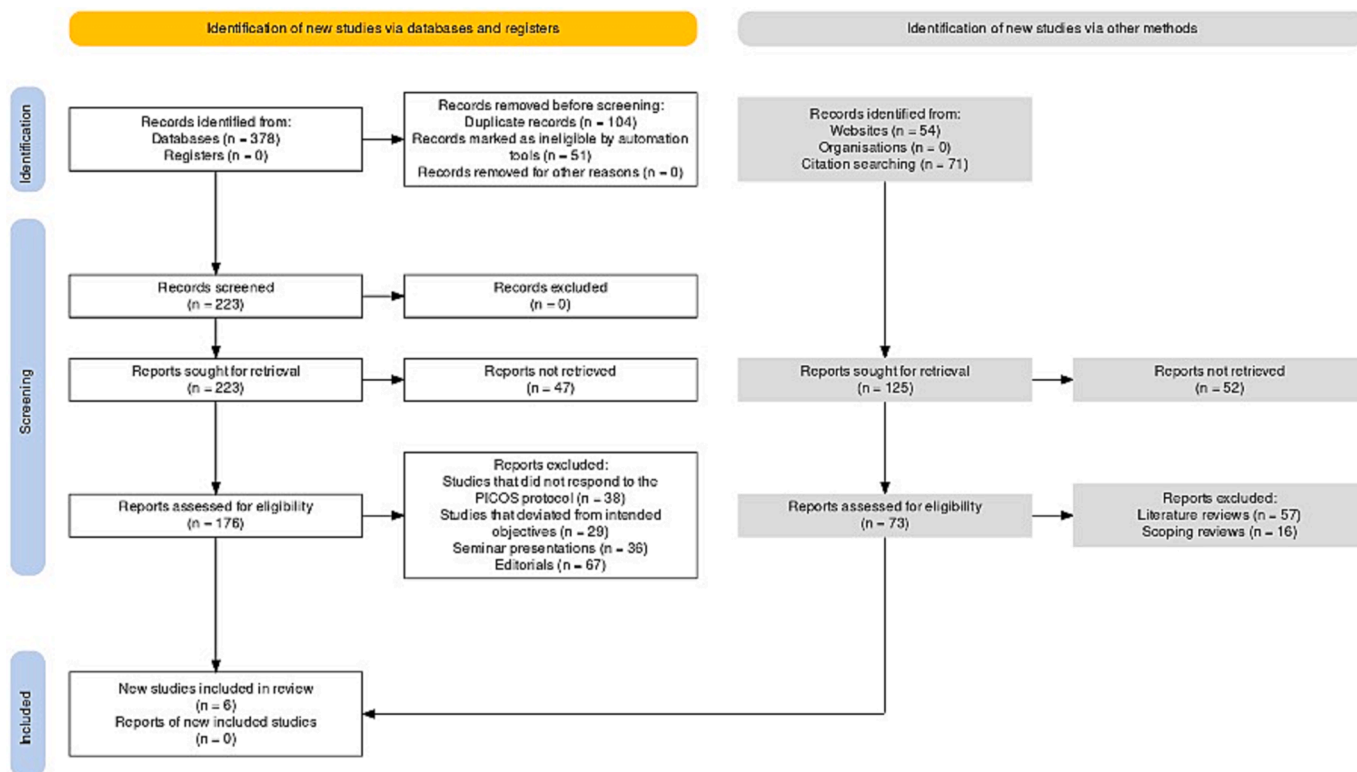 Identification of new studies via databases and registers
Identification of new studies via other methods
Identification
Records identified from:
Databases (n = 378)
Registers (n = 0)
Records removed before screening:
Duplicate records (n = 104)
Records marked as ineligible by automation
tools (n = 51)
Records removed for other reasons (n = 0)
Records identified from:
Websites (n = 54)
Organisations (n = 0)
Citation searching (n = 71)
Screening
Records screened
(n = 223)
Records excluded
(n = 0)
Reports sought for retrieval
(n = 223)
Reports not retrieved
(n = 47)
Reports sought for retrieval
(n = 125)
Reports not retrieved
(n = 52)
Reports assessed for eligibility
(n = 176)
Reports excluded:
Studies that did not respond to the
PICOS protocol (n = 38)
Studies that deviated from intended
objectives (n = 29)
Seminar presentations (n = 36)
Editorials (n = 67)
Reports assessed for eligibility
(n = 73)
Reports excluded:
Literature reviews (n = 57)
Scoping reviews (n = 16)
Included
New studies included in review
(n = 6)
Reports of new included studies
(n = 0)